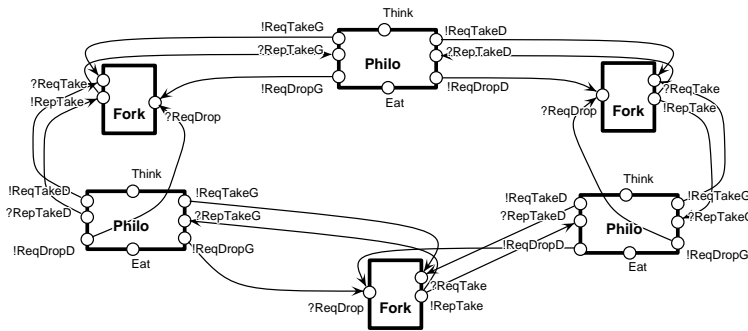 Think
!ReqTakeG
!ReqTakeD
?RepTakeG
?RepTakeD
Philo
?ReqTake
!RepTake
!ReqDropG
!ReqDropD
Eat
?ReqTake
!RepTake
Fork
?ReqDrop
?ReqDrop
Fork
Think
Think
!ReqTakeD
!ReqTakeG
!ReqTakeD
!ReqTakeG
?RepTakeD
?RepTakeG
?RepTakeD
?RepTakeG
Philo
Philo
!ReqDropD
!ReqDropG
!ReqDropD
!ReqDropG
Eat
Eat
?ReqTake
?ReqDrop
Fork
!RepTake